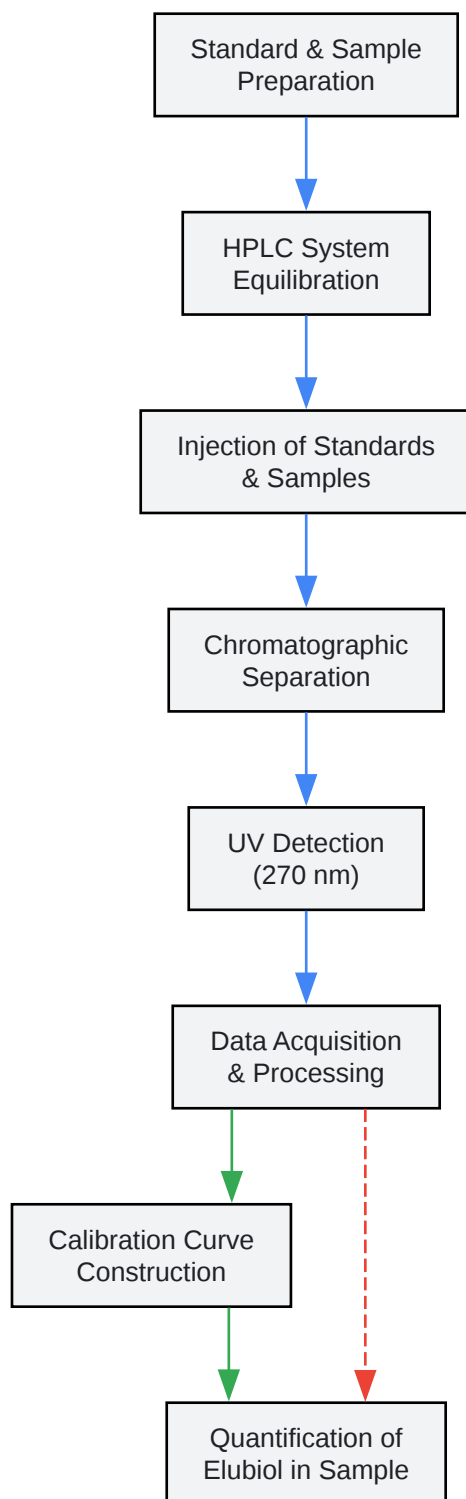 Standard & Sample
Preparation
HPLC System
Equilibration
Injection of Standards
& Samples
Chromatographic
Separation
UV Detection
(270 nm)
Data Acquisition
& Processing
Calibration Curve
Construction
Quantification of
Elubiol in Sample